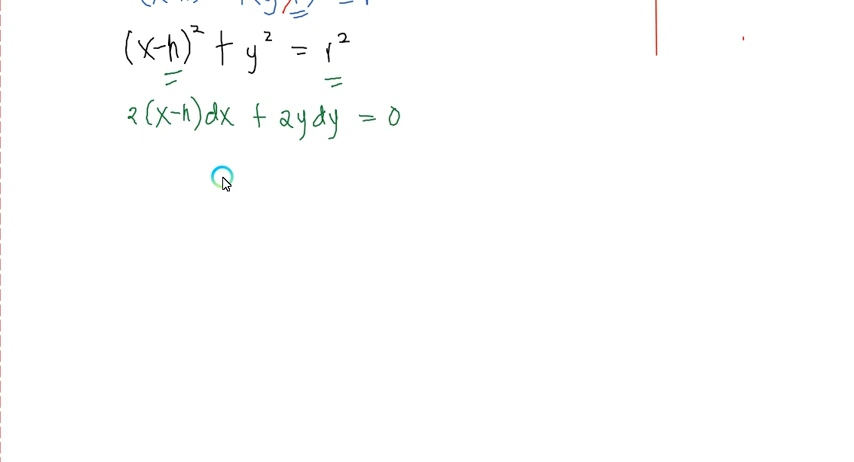 (x-h)² + y² = r²
2(x-h)dx + 2ydy = 0